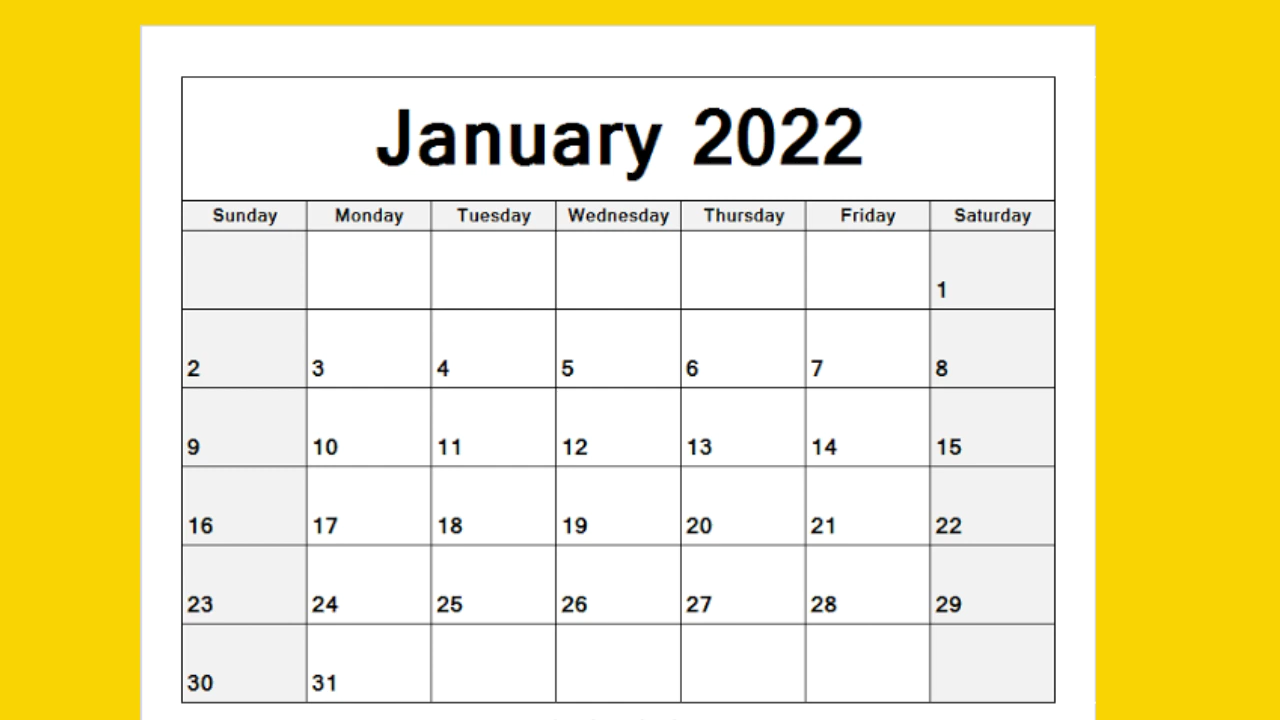 January 2022
Sunday Monday Tuesday Wednesday Thursday Friday Saturday
1
2 3 4 5 6 7 8
9 10 11 12 13 14 15
16 17 18 19 20 21 22
23 24 25 26 27 28 29
30 31